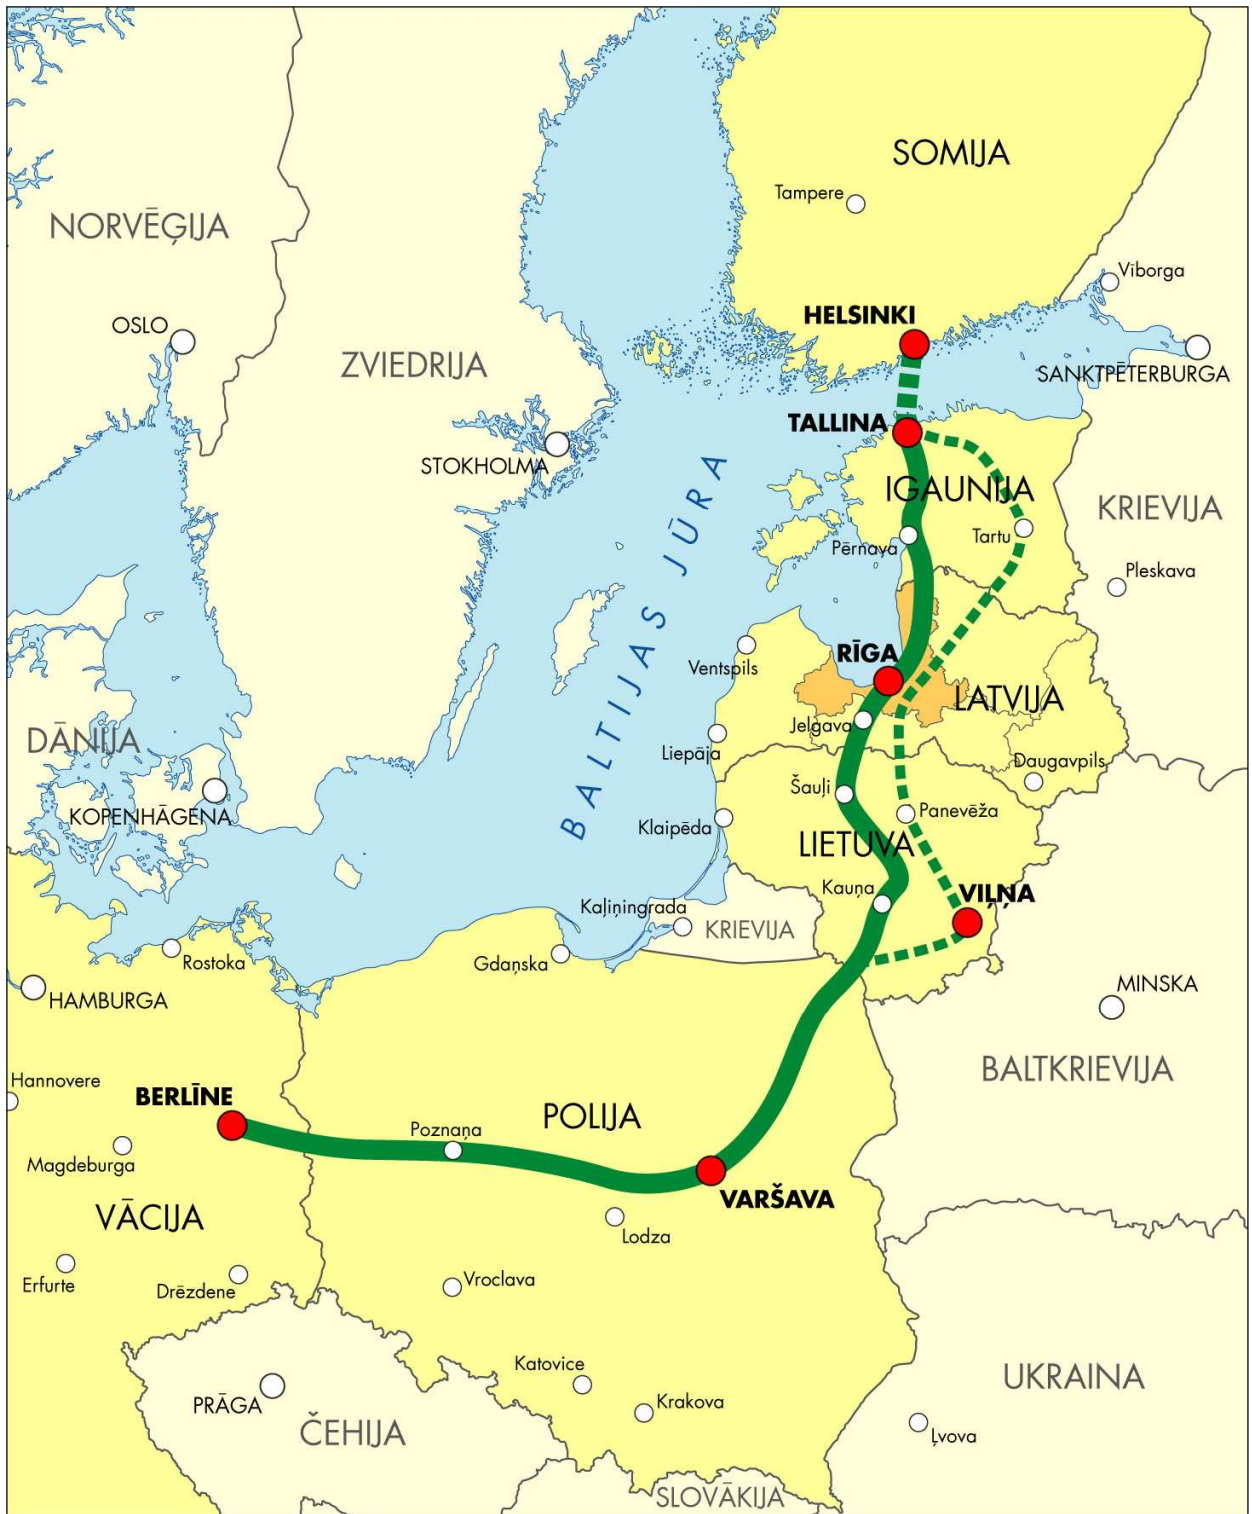 SOMIJA
Tampere
NORVĒĢIJA
Vīborga
HELSINKI
OSLO
SANKTPĒTERBURGA
ZVIEDRIJA
TALLINA
STOKHOLMA
IGAUNIJA
KRIEVIJA
BALTIJAS JŪRA
Pērnava
Tartu
Pleskava
RĪGA
Ventspils
LATVIJA
Jelgava
DĀNIJA
Liepāja
Daugavpils
Šauļi
KOPENHĀGENA
Klaipēda
Panevēža
LIETUVA
Kauņa
VIĻŅA
Kaļiņingrada
KRIEVIJA
Rostoka
Gdaņska
HAMBURGA
MINSKA
BALTKRIEVIJA
Hannovere
BERLĪNE
POLIJA
Poznaņa
Magdeburga
VARŠAVA
VĀCIJA
Lodza
Erfurte
Drēzdene
Vroclava
Katovice
UKRAINA
PRĀGA
Krakova
ČEHIJA
Ļvova
SLOVĀKIJA